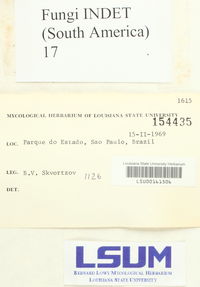 Fungi INDET
(South America)
17
1615
MYCOLOGICAL HERBARIUM OF LOUISIANA STATE UNIVERSITY
154435
15-II-1969
LOC. Parque do Estado, Sao Paulo, Brazil
Louisiana State University Herbarium
LEG. B.V. Skvortzov 1126
LSU00141504
DET.
LSUM
BERNARD LOWY MYCOLOGICAL HERBARIUM
LOUISIANA STATE UNIVERSITY